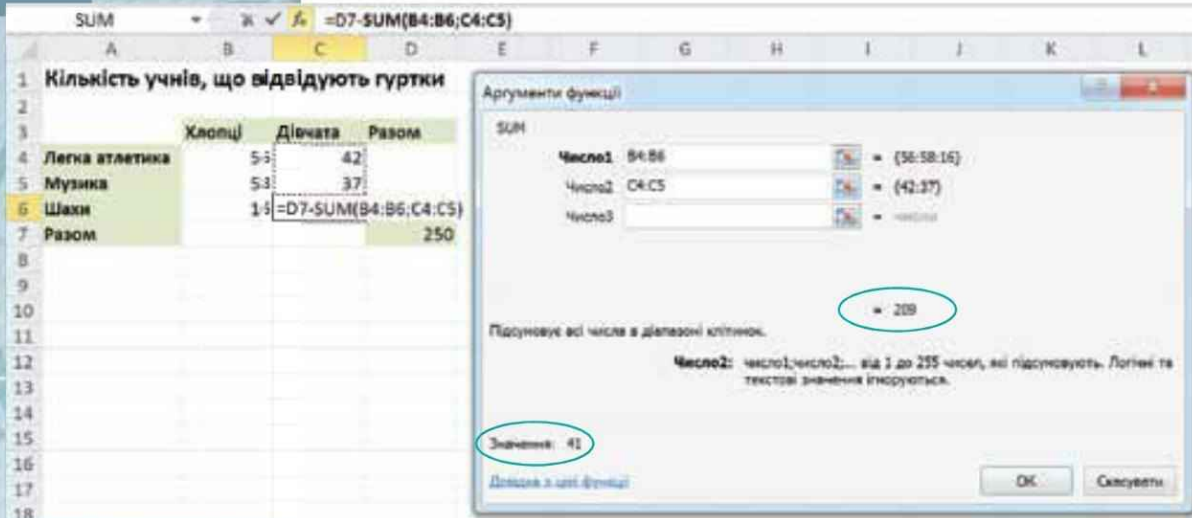 SUM =D7-SUM(B4:B6;C4:C5)
A B C D E F G H I J K L
1 Кількість учнів, що відвідують гуртки
2
3 Хлопці Дівчата Разом
4 Легка атлетика 42
5 Музика 37
6 Шахи =D7-SUM(B4:B6;C4:C5)
7 Разом 250
8
9
10
11
12
13
14
15
16
17
18
Аргументи функції
SUM
Число1 B4:B6 = {56:58:16}
Число2 C4:C5 = {42:37}
Число3 = число
= 209
Підсумовує всі числа в діапазоні клітинок.
Число2: число1;число2;... від 1 до 255 чисел, які підсумовують. Логічні та
текстові значення ігноруються.
Значення: 41
Довідка з цієї функції
OK Скасувати